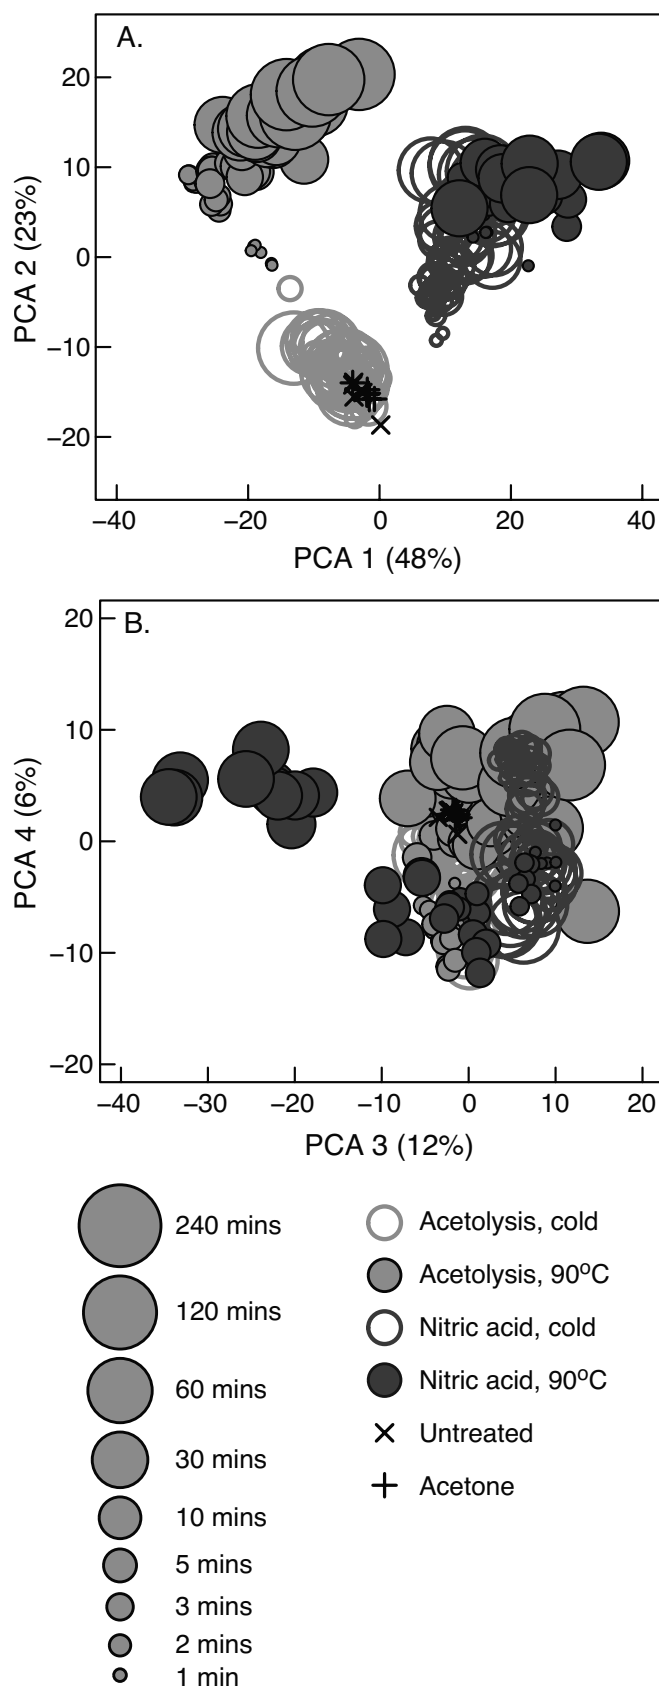 A.
20
10
0
−10
−20
PCA 2 (23%)
−40 −20 0 20 40
PCA 1 (48%)
B.
20
10
0
−10
−20
PCA 4 (6%)
−40 −30 −20 −10 0 10 20
PCA 3 (12%)
240 mins
120 mins
60 mins
30 mins
10 mins
5 mins
3 mins
2 mins
1 min
Acetolysis, cold
Acetolysis, 90°C
Nitric acid, cold
Nitric acid, 90°C
Untreated
Acetone